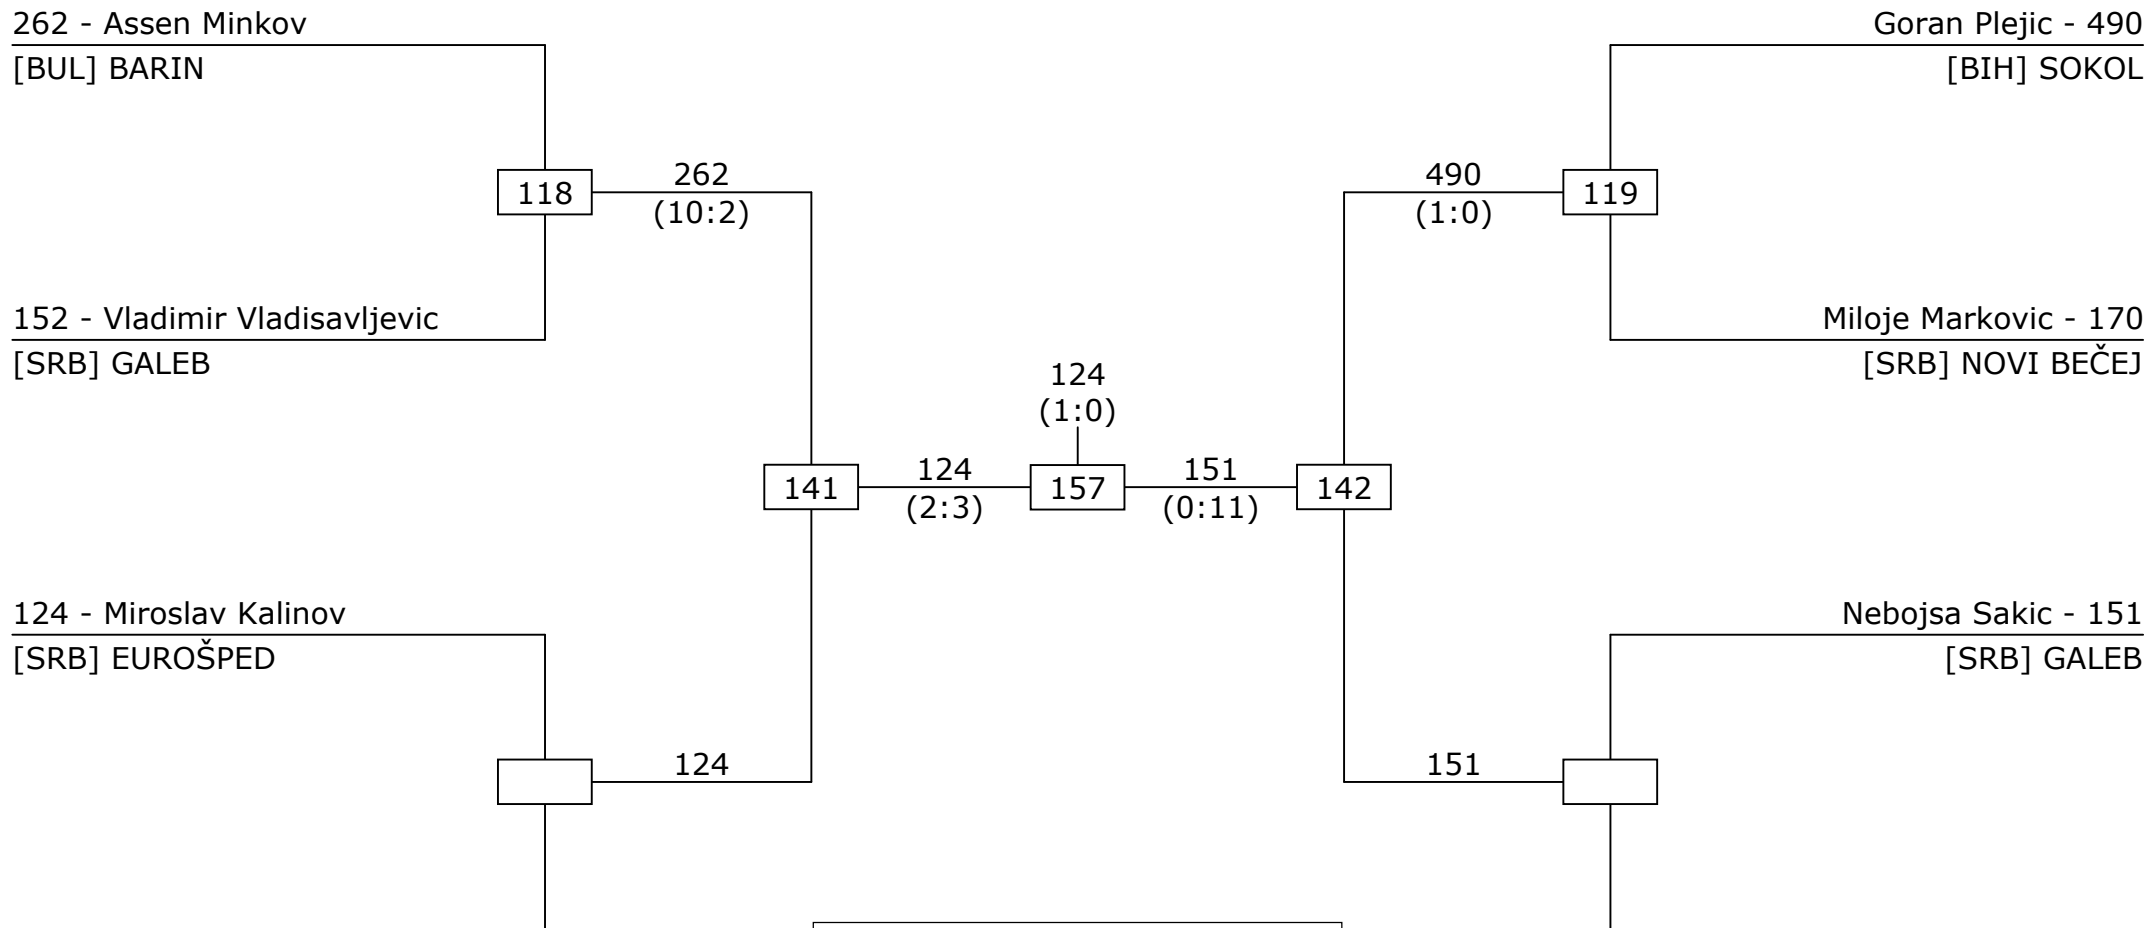 262 - Assen Minkov
[BUL] BARIN
Goran Plejic - 490
[BIH] SOKOL
118
262
(10:2)
490
(1:0)
119
152 - Vladimir Vladisavljevic
[SRB] GALEB
Miloje Markovic - 170
[SRB] NOVI BEČEJ
124
(1:0)
141
124
(2:3)
157
151
(0:11)
142
124 - Miroslav Kalinov
[SRB] EUROŠPED
Nebojsa Sakic - 151
[SRB] GALEB
124
151